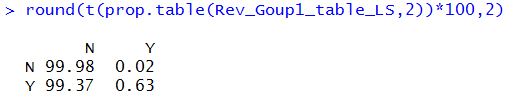 > round(t(prop.table(Rev_Goup1_table_LS,2))*100,2)
N Y
N 99.98 0.02
Y 99.37 0.63